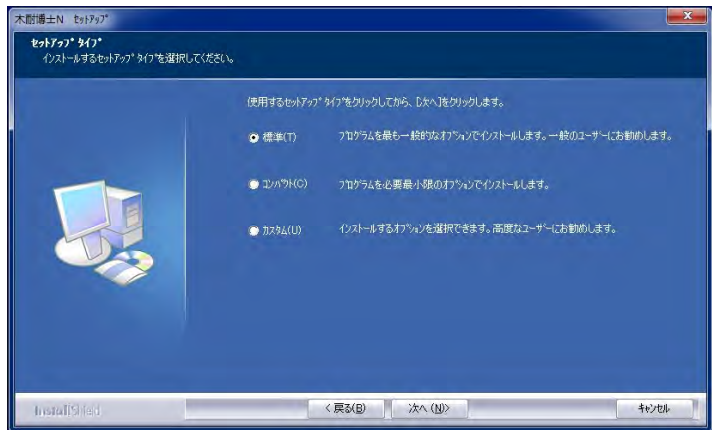 木耐博士N ｾｯﾄｱｯﾌﾟ
ｾｯﾄｱｯﾌﾟ ﾀｲﾌﾟ
ｲﾝｽﾄｰﾙするｾｯﾄｱｯﾌﾟ ﾀｲﾌﾟを選択してください。
使用するｾｯﾄｱｯﾌﾟ ﾀｲﾌﾟをｸﾘｯｸしてから、[次へ]をｸﾘｯｸします。
標準(T) ﾌﾟﾛｸﾞﾗﾑを最も一般的なｵﾌﾟｼｮﾝでｲﾝｽﾄｰﾙします。一般のﾕｰｻﾞｰにお勧めします。
ｺﾝﾊﾟｸﾄ(C) ﾌﾟﾛｸﾞﾗﾑを必要最小限のｵﾌﾟｼｮﾝでｲﾝｽﾄｰﾙします。
ｶｽﾀﾑ(U) ｲﾝｽﾄｰﾙするｵﾌﾟｼｮﾝを選択できます。高度なﾕｰｻﾞｰにお勧めします。
InstallShield
< 戻る(B) 次へ (N)> ｷｬﾝｾﾙ